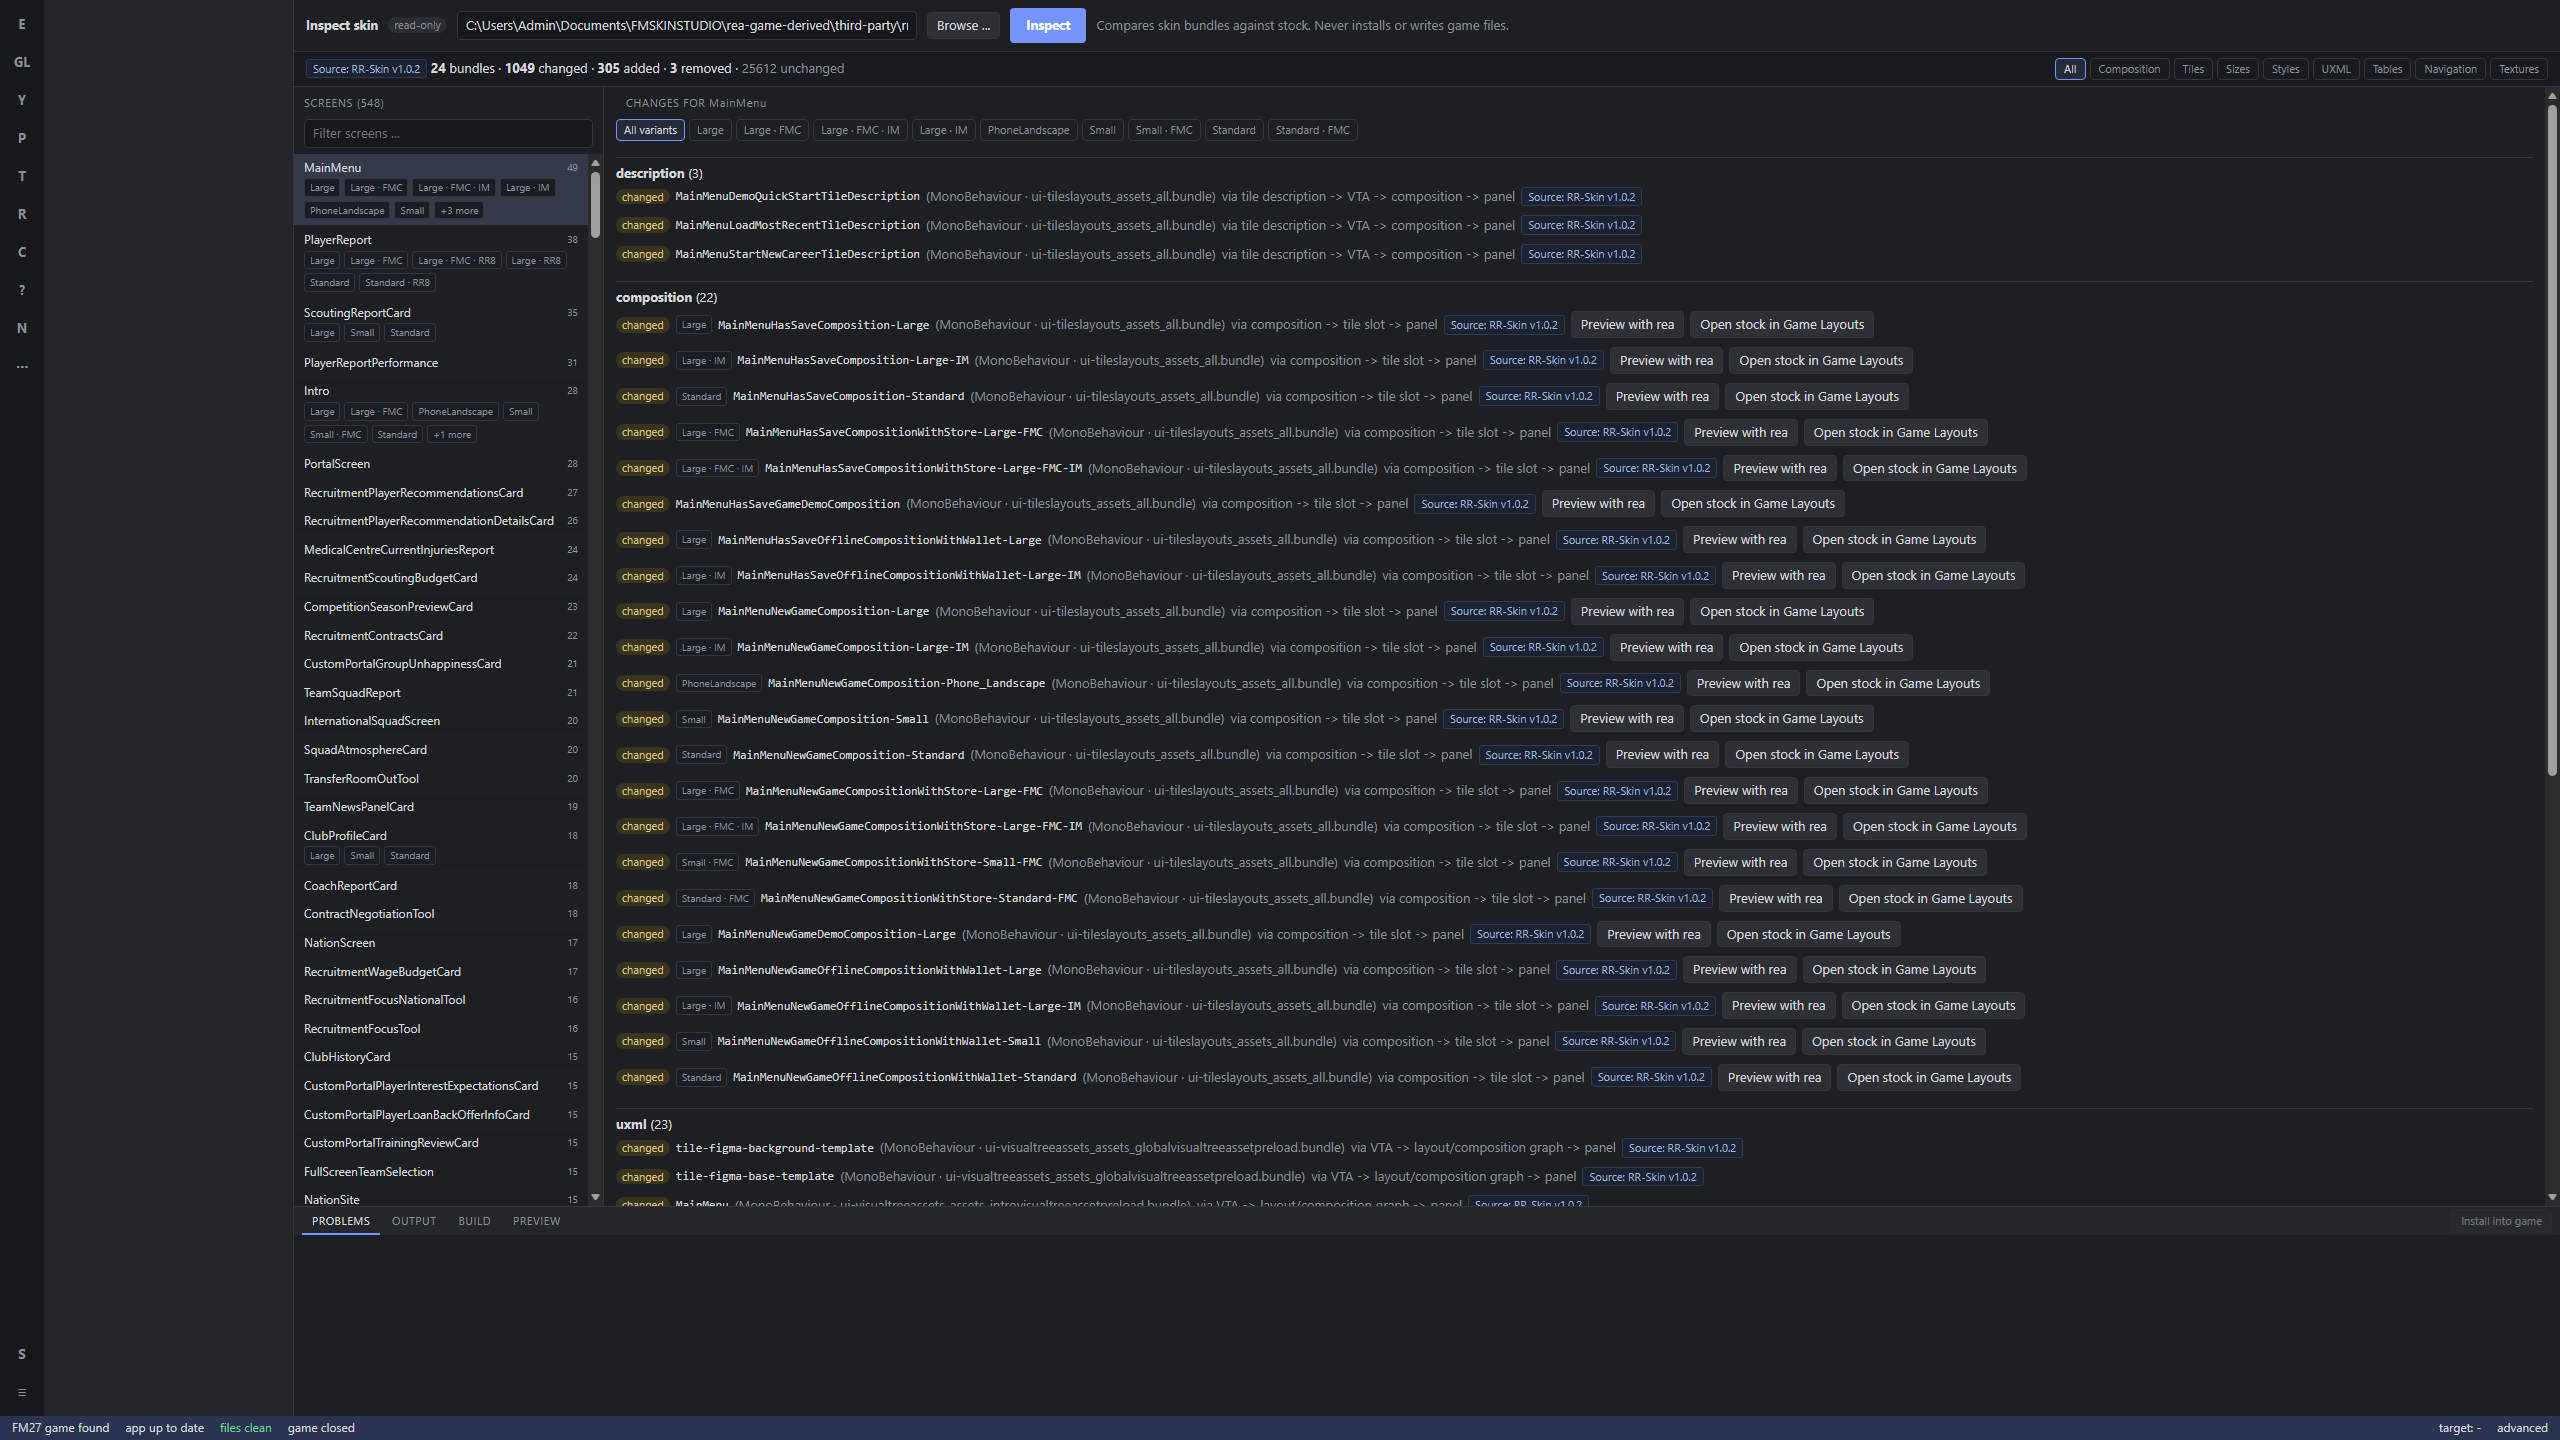 E
GL
Y
P
T
R
C
?
N
...
S
≡
Inspect skin read-only C:\Users\Admin\Documents\FMSKINSTUDIO\rea-game-derived\third-party\r Browse ... Inspect Compares skin bundles against stock. Never installs or writes game files.
Source: RR-Skin v1.0.2 24 bundles · 1049 changed · 305 added · 3 removed · 25612 unchanged All Composition Tiles Sizes Styles UXML Tables Navigation Textures
SCREENS (548)
Filter screens ...
MainMenu 49
Large Large · FMC Large · FMC · IM Large · IM
PhoneLandscape Small +3 more
PlayerReport 38
Large Large · FMC Large · FMC · RR8 Large · RR8
Standard Standard · RR8
ScoutingReportCard 35
Large Small Standard
PlayerReportPerformance 31
Intro 28
Large Large · FMC PhoneLandscape Small
Small · FMC Standard +1 more
PortalScreen 28
RecruitmentPlayerRecommendationsCard 27
RecruitmentPlayerRecommendationDetailsCard 26
MedicalCentreCurrentInjuriesReport 24
RecruitmentScoutingBudgetCard 24
CompetitionSeasonPreviewCard 23
RecruitmentContractsCard 22
CustomPortalGroupUnhappinessCard 21
TeamSquadReport 21
InternationalSquadScreen 20
SquadAtmosphereCard 20
TransferRoomOutTool 20
TeamNewsPanelCard 19
ClubProfileCard 18
Large Small Standard
CoachReportCard 18
ContractNegotiationTool 18
NationScreen 17
RecruitmentWageBudgetCard 17
RecruitmentFocusNationalTool 16
RecruitmentFocusTool 16
ClubHistoryCard 15
CustomPortalPlayerInterestExpectationsCard 15
CustomPortalPlayerLoanBackOfferInfoCard 15
CustomPortalTrainingReviewCard 15
FullScreenTeamSelection 15
NationSite 15
CHANGES FOR MainMenu
All variants Large Large · FMC Large · FMC · IM Large · IM PhoneLandscape Small Small · FMC Standard Standard · FMC
description (3)
changed MainMenuDemoQuickStartTileDescription (MonoBehaviour · ui-tileslayouts_assets_all.bundle) via tile description -> VTA -> composition -> panel Source: RR-Skin v1.0.2
changed MainMenuLoadMostRecentTileDescription (MonoBehaviour · ui-tileslayouts_assets_all.bundle) via tile description -> VTA -> composition -> panel Source: RR-Skin v1.0.2
changed MainMenuStartNewCareerTileDescription (MonoBehaviour · ui-tileslayouts_assets_all.bundle) via tile description -> VTA -> composition -> panel Source: RR-Skin v1.0.2
composition (22)
changed Large MainMenuHasSaveComposition-Large (MonoBehaviour · ui-tileslayouts_assets_all.bundle) via composition -> tile slot -> panel Source: RR-Skin v1.0.2 Preview with rea Open stock in Game Layouts
changed Large · IM MainMenuHasSaveComposition-Large-IM (MonoBehaviour · ui-tileslayouts_assets_all.bundle) via composition -> tile slot -> panel Source: RR-Skin v1.0.2 Preview with rea Open stock in Game Layouts
changed Standard MainMenuHasSaveComposition-Standard (MonoBehaviour · ui-tileslayouts_assets_all.bundle) via composition -> tile slot -> panel Source: RR-Skin v1.0.2 Preview with rea Open stock in Game Layouts
changed Large · FMC MainMenuHasSaveCompositionWithStore-Large-FMC (MonoBehaviour · ui-tileslayouts_assets_all.bundle) via composition -> tile slot -> panel Source: RR-Skin v1.0.2 Preview with rea Open stock in Game Layouts
changed Large · FMC · IM MainMenuHasSaveCompositionWithStore-Large-FMC-IM (MonoBehaviour · ui-tileslayouts_assets_all.bundle) via composition -> tile slot -> panel Source: RR-Skin v1.0.2 Preview with rea Open stock in Game Layouts
changed MainMenuHasSaveGameDemoComposition (MonoBehaviour · ui-tileslayouts_assets_all.bundle) via composition -> tile slot -> panel Source: RR-Skin v1.0.2 Preview with rea Open stock in Game Layouts
changed Large MainMenuHasSaveOfflineCompositionWithWallet-Large (MonoBehaviour · ui-tileslayouts_assets_all.bundle) via composition -> tile slot -> panel Source: RR-Skin v1.0.2 Preview with rea Open stock in Game Layouts
changed Large · IM MainMenuHasSaveOfflineCompositionWithWallet-Large-IM (MonoBehaviour · ui-tileslayouts_assets_all.bundle) via composition -> tile slot -> panel Source: RR-Skin v1.0.2 Preview with rea Open stock in Game Layouts
changed Large MainMenuNewGameComposition-Large (MonoBehaviour · ui-tileslayouts_assets_all.bundle) via composition -> tile slot -> panel Source: RR-Skin v1.0.2 Preview with rea Open stock in Game Layouts
changed Large · IM MainMenuNewGameComposition-Large-IM (MonoBehaviour · ui-tileslayouts_assets_all.bundle) via composition -> tile slot -> panel Source: RR-Skin v1.0.2 Preview with rea Open stock in Game Layouts
changed PhoneLandscape MainMenuNewGameComposition-Phone_Landscape (MonoBehaviour · ui-tileslayouts_assets_all.bundle) via composition -> tile slot -> panel Source: RR-Skin v1.0.2 Preview with rea Open stock in Game Layouts
changed Small MainMenuNewGameComposition-Small (MonoBehaviour · ui-tileslayouts_assets_all.bundle) via composition -> tile slot -> panel Source: RR-Skin v1.0.2 Preview with rea Open stock in Game Layouts
changed Standard MainMenuNewGameComposition-Standard (MonoBehaviour · ui-tileslayouts_assets_all.bundle) via composition -> tile slot -> panel Source: RR-Skin v1.0.2 Preview with rea Open stock in Game Layouts
changed Large · FMC MainMenuNewGameCompositionWithStore-Large-FMC (MonoBehaviour · ui-tileslayouts_assets_all.bundle) via composition -> tile slot -> panel Source: RR-Skin v1.0.2 Preview with rea Open stock in Game Layouts
changed Large · FMC · IM MainMenuNewGameCompositionWithStore-Large-FMC-IM (MonoBehaviour · ui-tileslayouts_assets_all.bundle) via composition -> tile slot -> panel Source: RR-Skin v1.0.2 Preview with rea Open stock in Game Layouts
changed Small · FMC MainMenuNewGameCompositionWithStore-Small-FMC (MonoBehaviour · ui-tileslayouts_assets_all.bundle) via composition -> tile slot -> panel Source: RR-Skin v1.0.2 Preview with rea Open stock in Game Layouts
changed Standard · FMC MainMenuNewGameCompositionWithStore-Standard-FMC (MonoBehaviour · ui-tileslayouts_assets_all.bundle) via composition -> tile slot -> panel Source: RR-Skin v1.0.2 Preview with rea Open stock in Game Layouts
changed Large MainMenuNewGameDemoComposition-Large (MonoBehaviour · ui-tileslayouts_assets_all.bundle) via composition -> tile slot -> panel Source: RR-Skin v1.0.2 Preview with rea Open stock in Game Layouts
changed Large MainMenuNewGameOfflineCompositionWithWallet-Large (MonoBehaviour · ui-tileslayouts_assets_all.bundle) via composition -> tile slot -> panel Source: RR-Skin v1.0.2 Preview with rea Open stock in Game Layouts
changed Large · IM MainMenuNewGameOfflineCompositionWithWallet-Large-IM (MonoBehaviour · ui-tileslayouts_assets_all.bundle) via composition -> tile slot -> panel Source: RR-Skin v1.0.2 Preview with rea Open stock in Game Layouts
changed Small MainMenuNewGameOfflineCompositionWithWallet-Small (MonoBehaviour · ui-tileslayouts_assets_all.bundle) via composition -> tile slot -> panel Source: RR-Skin v1.0.2 Preview with rea Open stock in Game Layouts
changed Standard MainMenuNewGameOfflineCompositionWithWallet-Standard (MonoBehaviour · ui-tileslayouts_assets_all.bundle) via composition -> tile slot -> panel Source: RR-Skin v1.0.2 Preview with rea Open stock in Game Layouts
uxml (23)
changed tile-figma-background-template (MonoBehaviour · ui-visualtreeassets_assets_globalvisualtreeassetpreload.bundle) via VTA -> layout/composition graph -> panel Source: RR-Skin v1.0.2
changed tile-figma-base-template (MonoBehaviour · ui-visualtreeassets_assets_globalvisualtreeassetpreload.bundle) via VTA -> layout/composition graph -> panel Source: RR-Skin v1.0.2
changed MainMenu (MonoBehaviour · ui-visualtreeassets_assets_introvisualtreeassetpreload.bundle) via VTA -> layout/composition graph -> panel Source: RR-Skin v1.0.2
PROBLEMS OUTPUT BUILD PREVIEW Install into game
FM27 game found app up to date files clean game closed target: - advanced